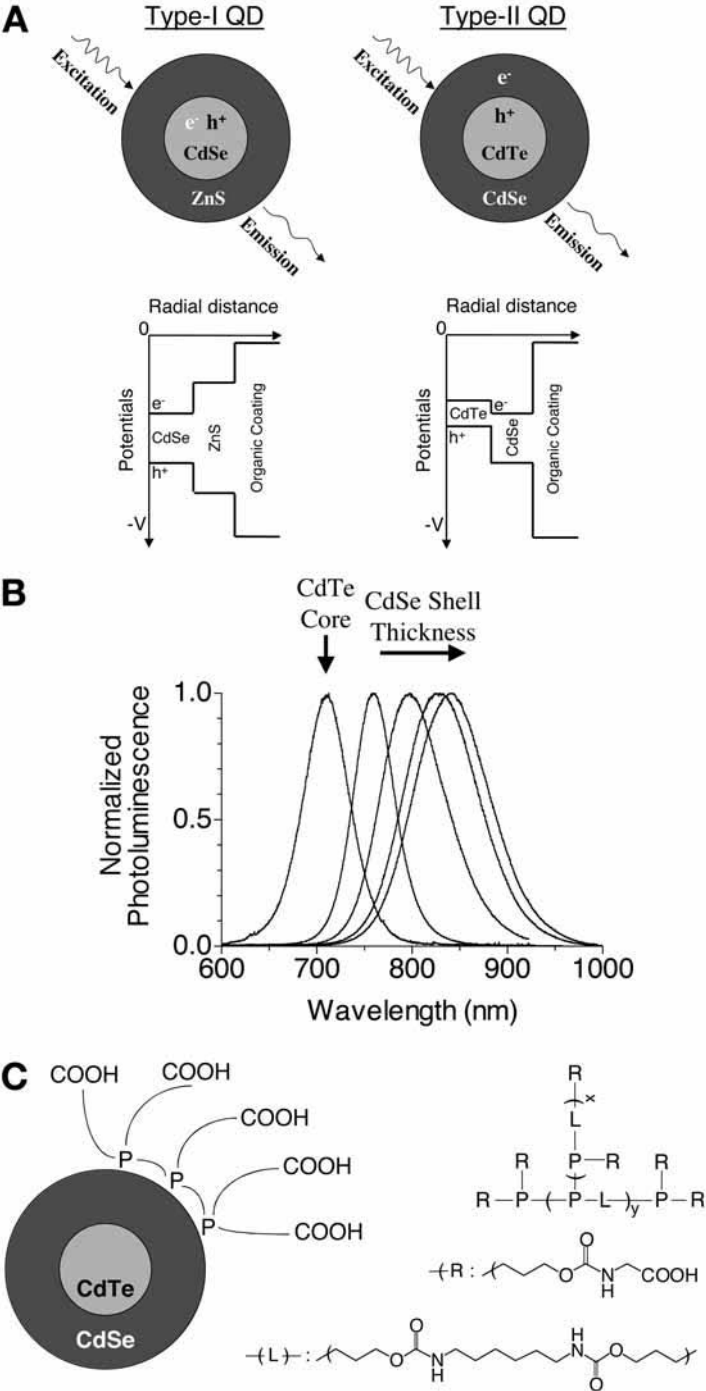 A
Type-I QD
Type-II QD
Excitation
e- h+
CdSe
ZnS
Emission
Excitation
e-
h+
CdTe
CdSe
Emission
Radial distance
0
Potentials
e-
CdSe
h+
ZnS
Organic Coating
-V
Radial distance
0
Potentials
e-
CdTe
h+
CdSe
Organic Coating
-V
B
CdTe
Core
CdSe Shell
Thickness
Normalized
Photoluminescence
1.0
0.5
0.0
600 700 800 900 1000
Wavelength (nm)
C
COOH
COOH
COOH
COOH
COOH
P
P
P
CdTe
CdSe
R
x
L
R P R R
R P ( P L ) y P R
R :
O
O N H COOH
(L) :
O
O N H
H N O
O